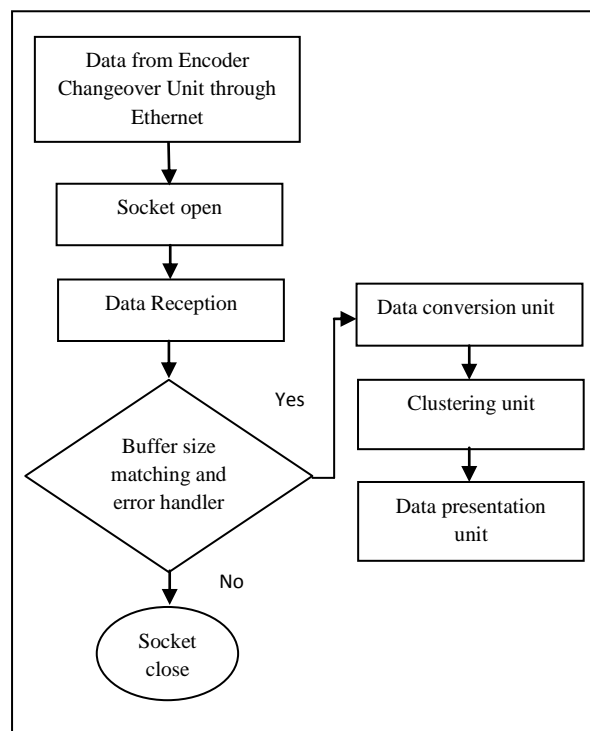 Data from Encoder
Changeover Unit through
Ethernet
Socket open
Data Reception
Buffer size
matching and
error handler
Yes
No
Socket
close
Data conversion unit
Clustering unit
Data presentation
unit